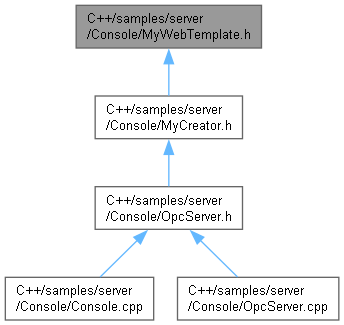 C++/samples/server
/Console/MyWebTemplate.h
C++/samples/server
/Console/MyCreator.h
C++/samples/server
/Console/OpcServer.h
C++/samples/server
/Console/Console.cpp
C++/samples/server
/Console/OpcServer.cpp